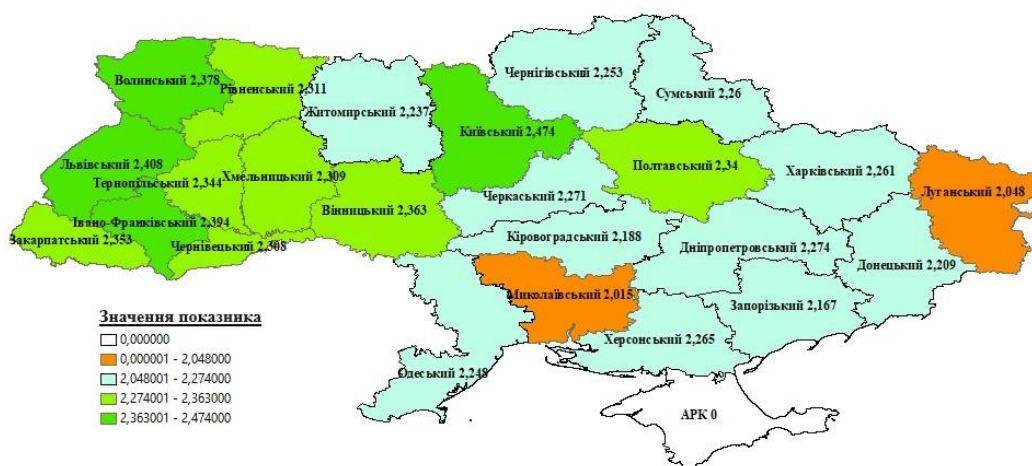 Волинський 2,378
Рівненський 2,311
Житомирський 2,237
Чернігівський 2,253
Сумський 2,26
Київський 2,474
Львівський 2,408
Тернопільський 2,344
Хмельницький 2,309
Полтавський 2,34
Харківський 2,261
Луганський 2,048
Черкаський 2,271
Вінницький 2,363
Івано-Франківський 2,394
Закарпатський 2,353
Чернівецький 2,308
Кіровоградський 2,188
Дніпропетровський 2,274
Донецький 2,209
Миколаївський 2,015
Запорізький 2,167
Херсонський 2,265
Одеський 2,248
АРК 0
Значення показника
0,000000
0,000001 - 2,048000
2,048001 - 2,274000
2,274001 - 2,363000
2,363001 - 2,474000